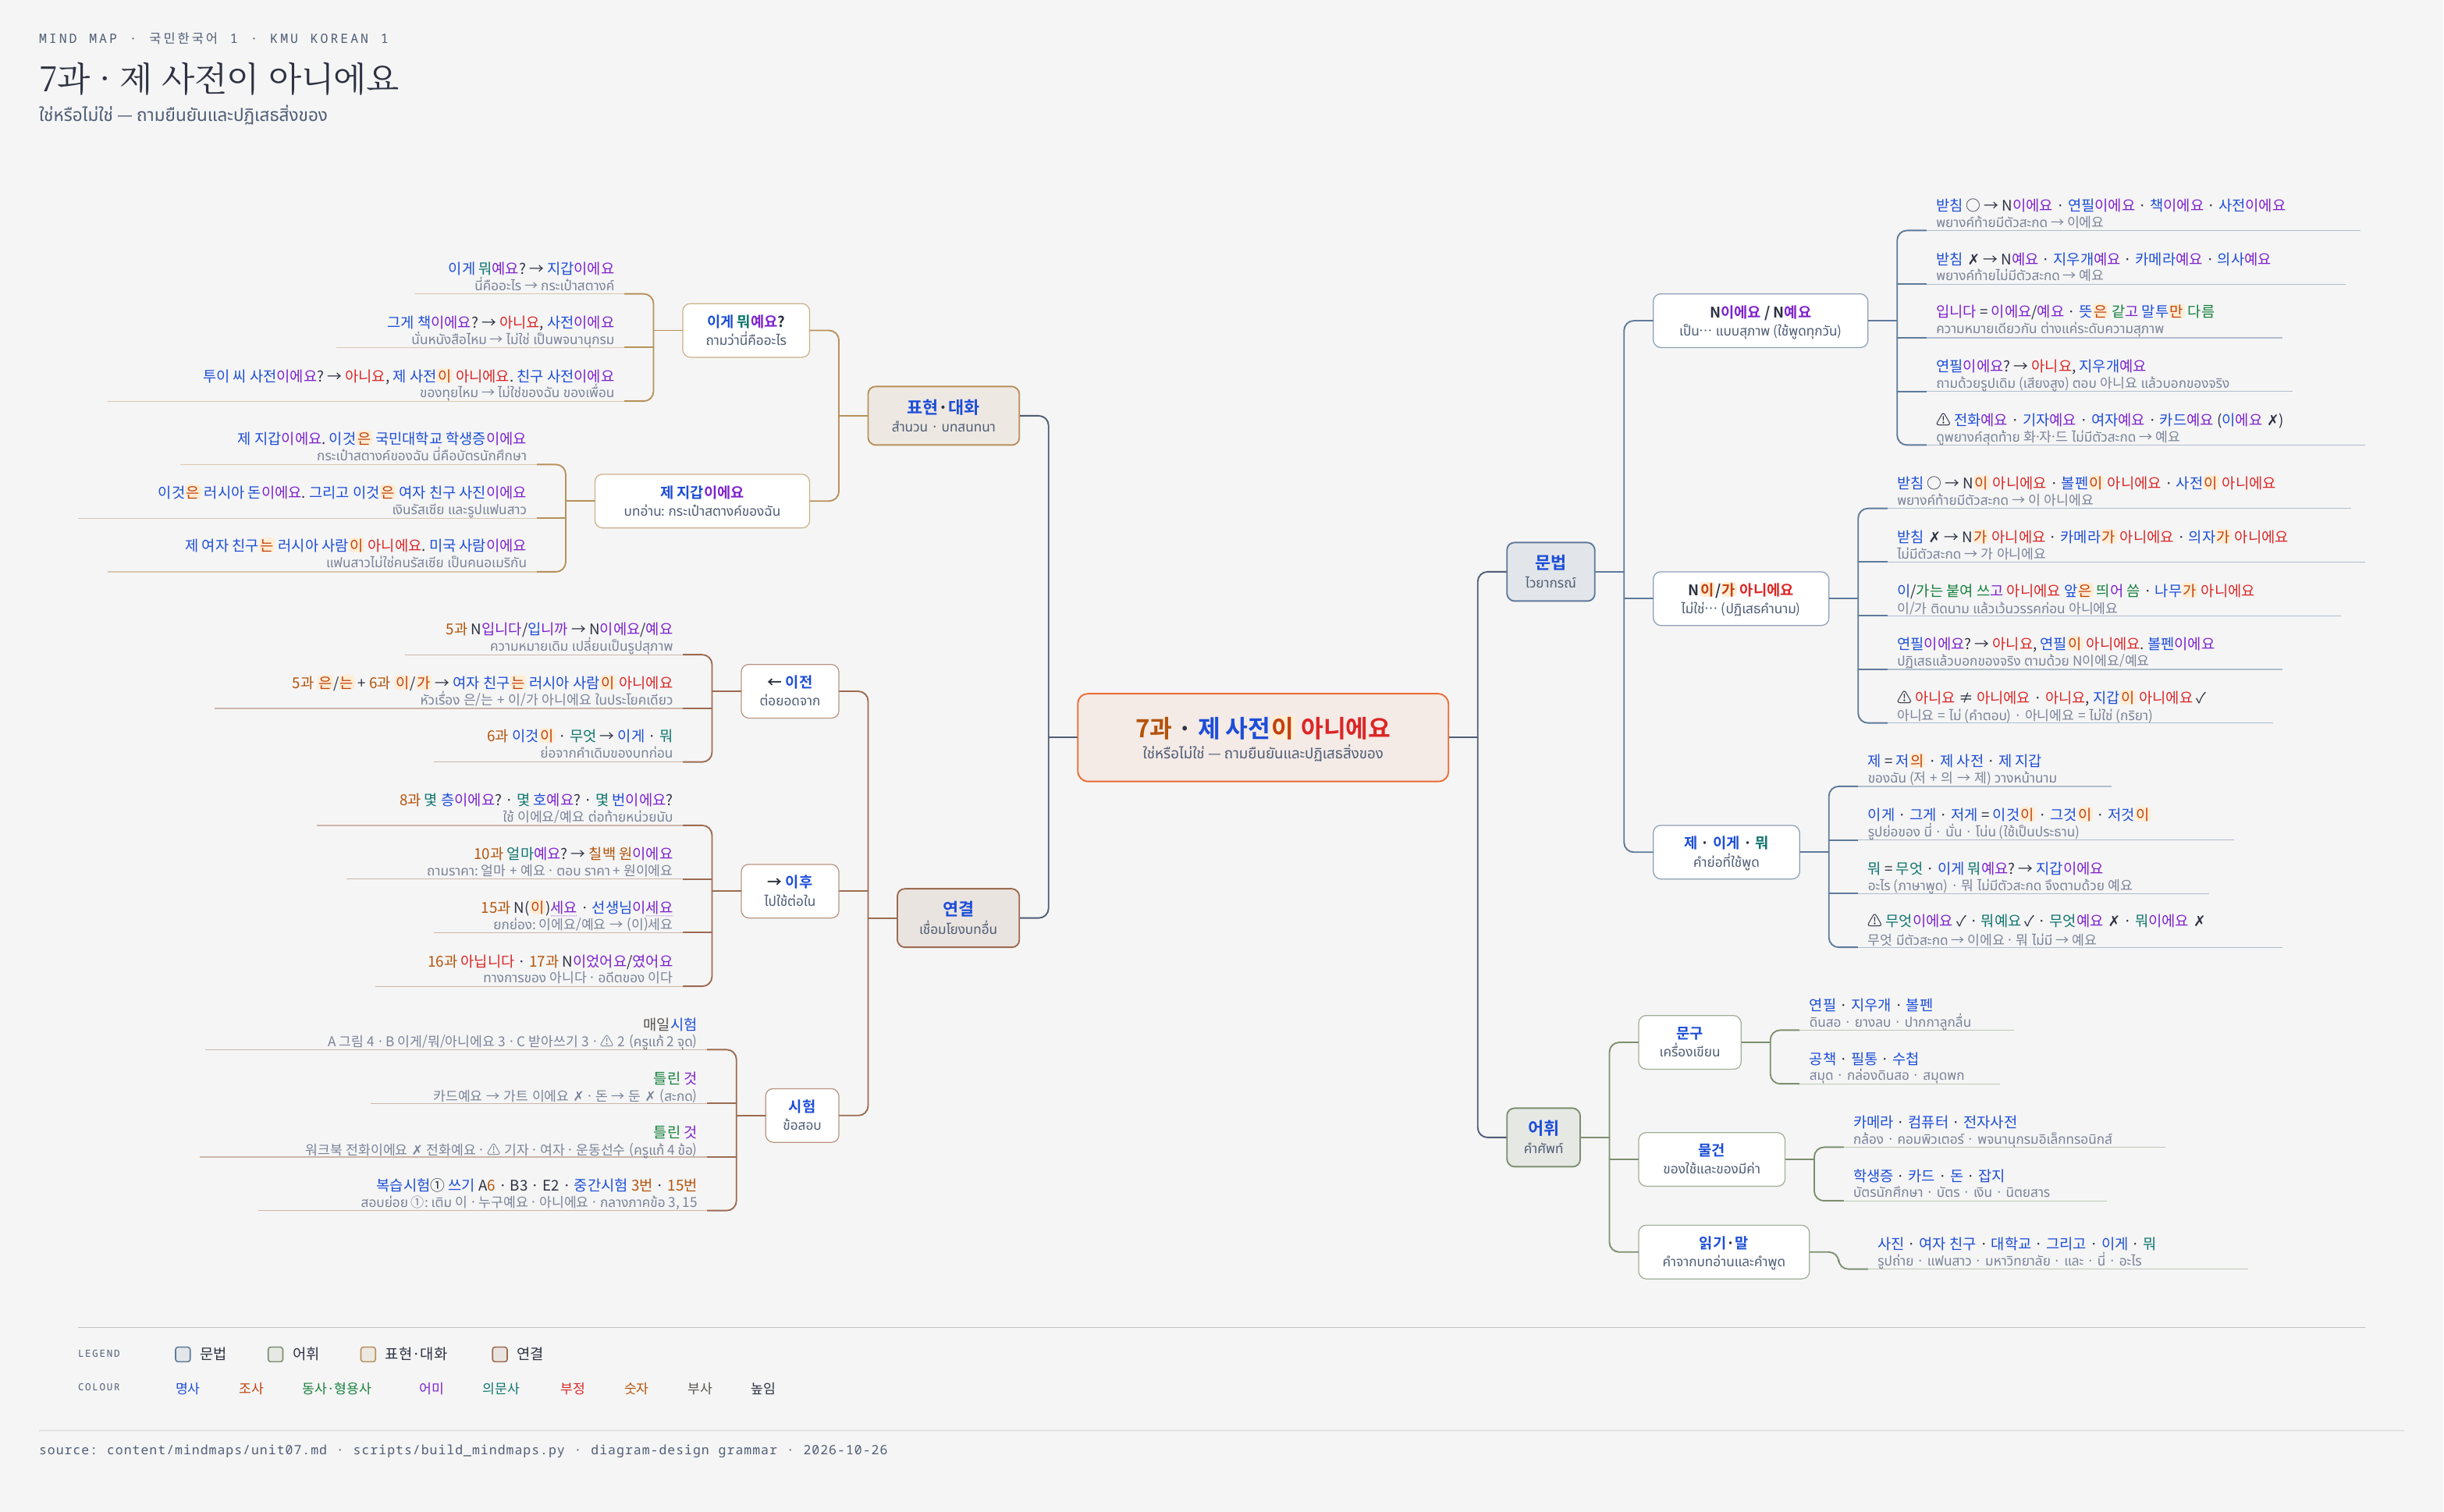 MIND MAP · 국민한국어 1 · KMU KOREAN 1
7과 · 제 사전이 아니에요
ใช่หรือไม่ใช่ — ถามยืนยันและปฏิเสธสิ่งของ
이게 뭐예요? → 지갑이에요
นี่คืออะไร → กระเป๋าสตางค์
그게 책이에요? → 아니요, 사전이에요
นั่นหนังสือไหม → ไม่ใช่ เป็นพจนานุกรม
투이 씨 사전이에요? → 아니요, 제 사전이 아니에요. 친구 사전이에요
ของทุยไหม → ไม่ใช่ของฉัน ของเพื่อน
이게 뭐예요?
ถามว่านี่คืออะไร
제 지갑이에요. 이것은 국민대학교 학생증이에요
กระเป๋าสตางค์ของฉัน นี่คือบัตรนักศึกษา
이것은 러시아 돈이에요. 그리고 이것은 여자 친구 사진이에요
เงินรัสเซีย และรูปแฟนสาว
제 여자 친구는 러시아 사람이 아니에요. 미국 사람이에요
แฟนสาวไม่ใช่คนรัสเซีย เป็นคนอเมริกัน
제 지갑이에요
บทอ่าน: กระเป๋าสตางค์ของฉัน
표현·대화
สำนวน · บทสนทนา
5과 N입니다/입니까 → N이에요/예요
ความหมายเดิม เปลี่ยนเป็นรูปสุภาพ
5과 은/는 + 6과 이/가 → 여자 친구는 러시아 사람이 아니에요
หัวเรื่อง 은/는 + 이/가 아니에요 ในประโยคเดียว
6과 이것이 · 무엇 → 이게 · 뭐
ย่อจากคำเดิมของบทก่อน
← 이전
ต่อยอดจาก
8과 몇 층이에요? · 몇 호예요? · 몇 번이에요?
ใช้ 이에요/예요 ต่อท้ายหน่วยนับ
10과 얼마예요? → 칠백 원이에요
ถามราคา: 얼마 + 예요 · ตอบ ราคา + 원이에요
15과 N(이)세요 · 선생님이세요
ยกย่อง: 이에요/예요 → (이)세요
16과 아닙니다 · 17과 N이었어요/였어요
ทางการของ 아니다 · อดีตของ 이다
→ 이후
ไปใช้ต่อใน
매일시험
A 그림 4 · B 이게/뭐/아니에요 3 · C 받아쓰기 3 · ⚠ 2 (ครูแก้ 2 จุด)
틀린 것
카드예요 → 가트 이에요 ✗ · 돈 → 둔 ✗ (สะกด)
틀린 것
워크북 전화이에요 ✗ 전화예요 · ⚠ 기자 · 여자 · 운동선수 (ครูแก้ 4 ข้อ)
복습시험① 쓰기 A6 · B3 · E2 · 중간시험 3번 · 15번
สอบย่อย ①: เติม 이 · 누구예요 · 아니에요 · กลางภาคข้อ 3, 15
시험
ข้อสอบ
연결
เชื่อมโยงบทอื่น
7과 · 제 사전이 아니에요
ใช่หรือไม่ใช่ — ถามยืนยันและปฏิเสธสิ่งของ
문법
ไวยากรณ์
N이에요 / N예요
เป็น… แบบสุภาพ (ใช้พูดทุกวัน)
받침 ◯ → N이에요 · 연필이에요 · 책이에요 · 사전이에요
พยางค์ท้ายมีตัวสะกด → 이에요
받침 ✗ → N예요 · 지우개예요 · 카메라예요 · 의사예요
พยางค์ท้ายไม่มีตัวสะกด → 예요
입니다 = 이에요/예요 · 뜻은 같고 말투만 다름
ความหมายเดียวกัน ต่างแค่ระดับความสุภาพ
연필이에요? → 아니요, 지우개예요
ถามด้วยรูปเดิม (เสียงสูง) ตอบ 아니요 แล้วบอกของจริง
⚠ 전화예요 · 기자예요 · 여자예요 · 카드예요 (이에요 ✗)
ดูพยางค์สุดท้าย 화·자·드 ไม่มีตัวสะกด → 예요
N이/가 아니에요
ไม่ใช่… (ปฏิเสธคำนาม)
받침 ◯ → N이 아니에요 · 볼펜이 아니에요 · 사전이 아니에요
พยางค์ท้ายมีตัวสะกด → 이 아니에요
받침 ✗ → N가 아니에요 · 카메라가 아니에요 · 의자가 아니에요
ไม่มีตัวสะกด → 가 아니에요
이/가는 붙여 쓰고 아니에요 앞은 띄어 씀 · 나무가 아니에요
이/가 ติดนาม แล้วเว้นวรรคก่อน 아니에요
연필이에요? → 아니요, 연필이 아니에요. 볼펜이에요
ปฏิเสธแล้วบอกของจริง ตามด้วย N이에요/예요
⚠ 아니요 ≠ 아니에요 · 아니요, 지갑이 아니에요 ✓
아니요 = ไม่ (คำตอบ) · 아니에요 = ไม่ใช่ (กริยา)
제 · 이게 · 뭐
คำย่อที่ใช้พูด
제 = 저의 · 제 사전 · 제 지갑
ของฉัน (저 + 의 → 제) วางหน้านาม
이게 · 그게 · 저게 = 이것이 · 그것이 · 저것이
รูปย่อของ นี่ · นั่น · โน่น (ใช้เป็นประธาน)
뭐 = 무엇 · 이게 뭐예요? → 지갑이에요
อะไร (ภาษาพูด) · 뭐 ไม่มีตัวสะกด จึงตามด้วย 예요
⚠ 무엇이에요 ✓ · 뭐예요 ✓ · 무엇예요 ✗ · 뭐이에요 ✗
무엇 มีตัวสะกด → 이에요 · 뭐 ไม่มี → 예요
어휘
คำศัพท์
문구
เครื่องเขียน
연필 · 지우개 · 볼펜
ดินสอ · ยางลบ · ปากกาลูกลื่น
공책 · 필통 · 수첩
สมุด · กล่องดินสอ · สมุดพก
물건
ของใช้และของมีค่า
카메라 · 컴퓨터 · 전자사전
กล้อง · คอมพิวเตอร์ · พจนานุกรมอิเล็กทรอนิกส์
학생증 · 카드 · 돈 · 잡지
บัตรนักศึกษา · บัตร · เงิน · นิตยสาร
읽기·말
คำจากบทอ่านและคำพูด
사진 · 여자 친구 · 대학교 · 그리고 · 이게 · 뭐
รูปถ่าย · แฟนสาว · มหาวิทยาลัย · และ · นี่ · อะไร
LEGEND 문법 어휘 표현·대화 연결
COLOUR 명사 조사 동사·형용사 어미 의문사 부정 숫자 부사 높임
source: content/mindmaps/unit07.md · scripts/build_mindmaps.py · diagram-design grammar · 2026-10-26